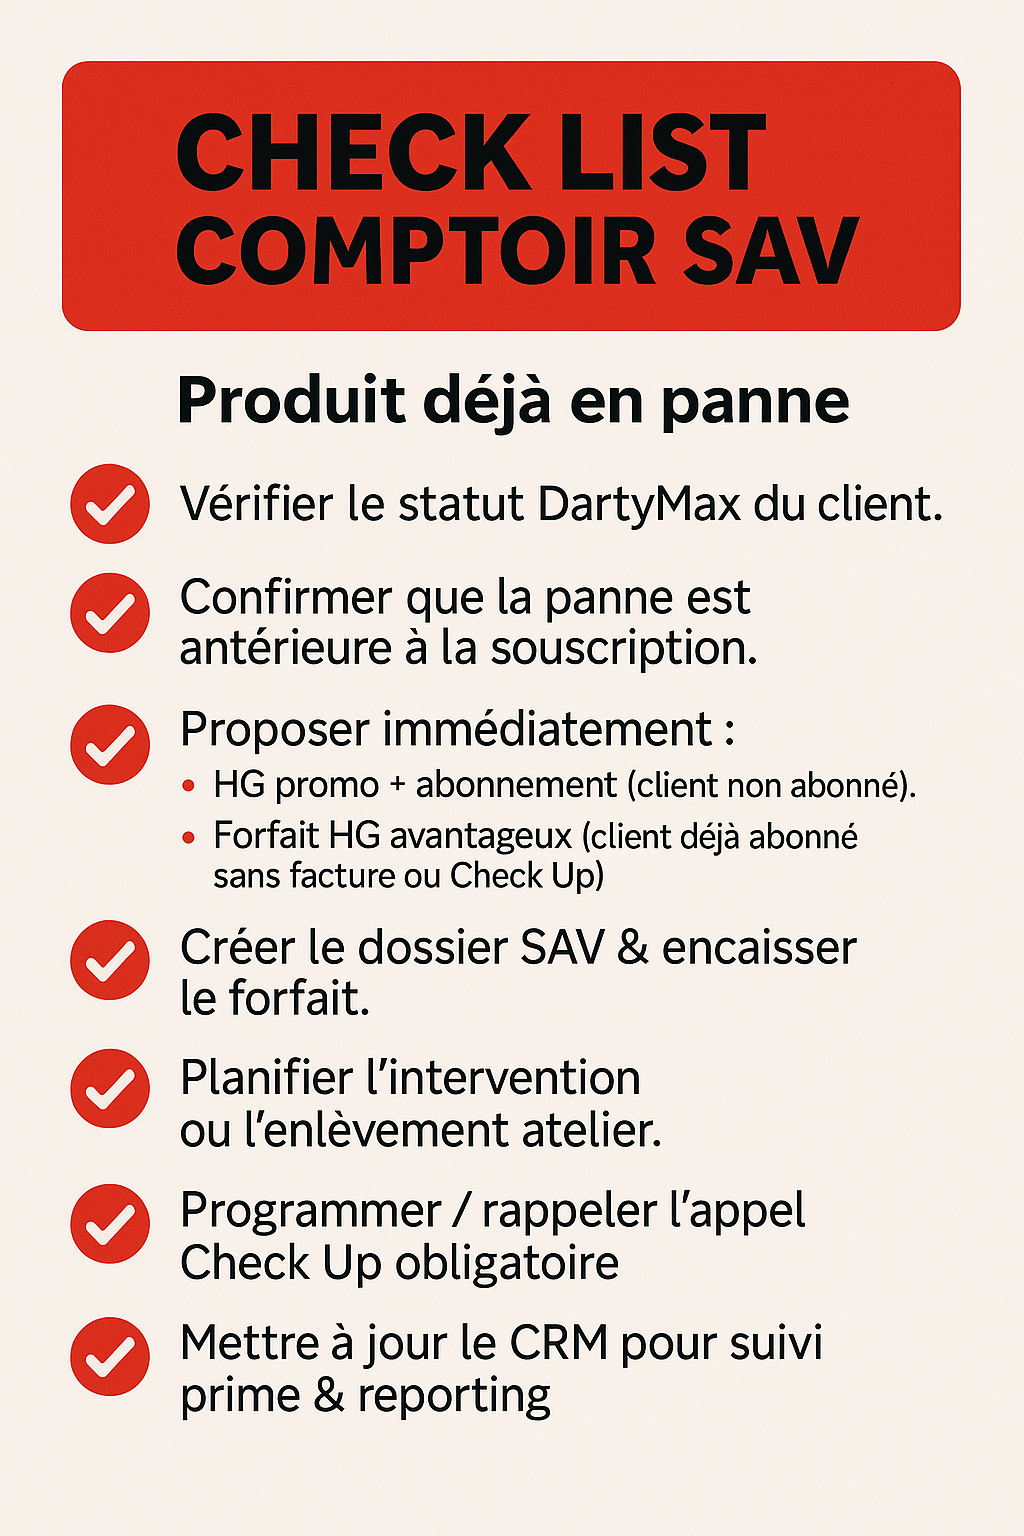 CHECK LIST
COMPTOIR SAV
Produit déjà en panne
Vérifier le statut DartyMax du client.
Confirmer que la panne est
antérieure à la souscription.
Proposer immédiatement :
• HG promo + abonnement (client non abonné).
• Forfait HG avantageux (client déjà abonné
sans facture ou Check Up)
Créer le dossier SAV & encaisser
le forfait.
Planifier l'intervention
ou l'enlèvement atelier.
Programmer / rappeler l'appel
Check Up obligatoire
Mettre à jour le CRM pour suivi
prime & reporting